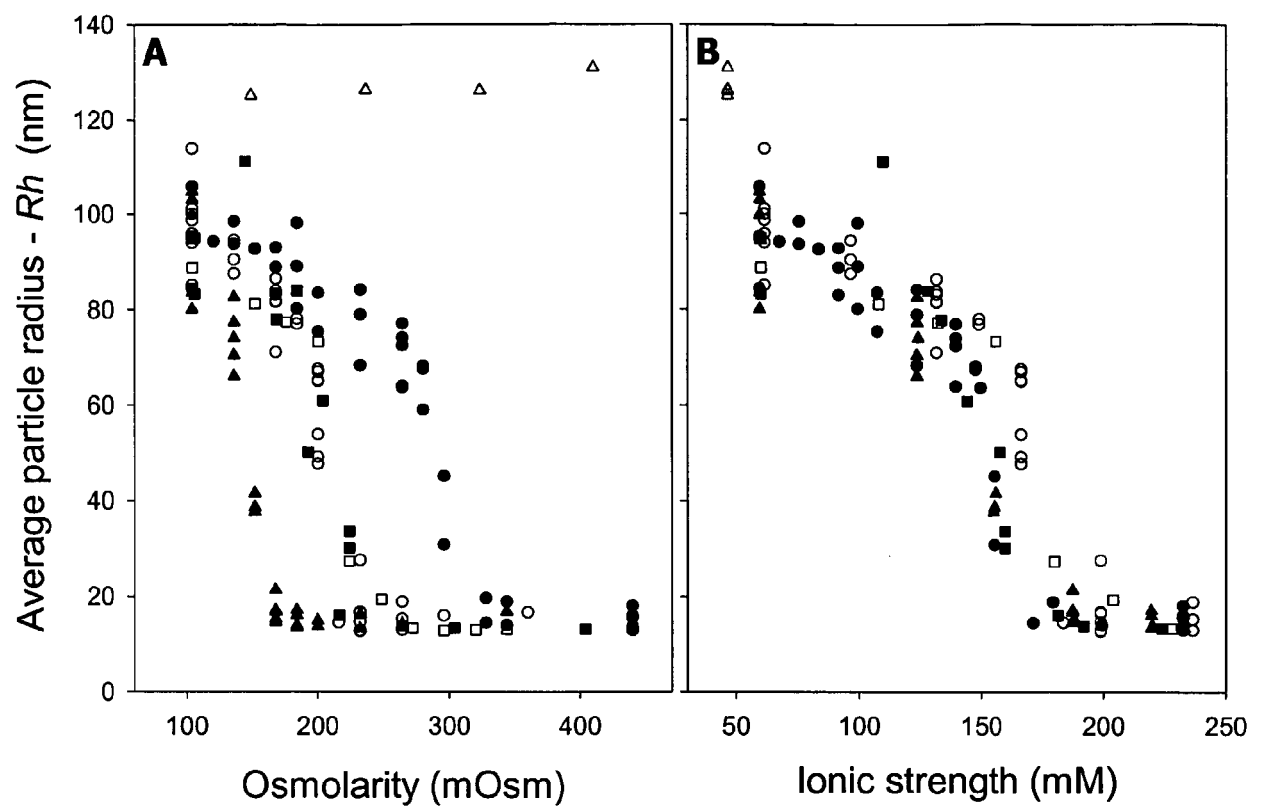 A
B
Average particle radius - Rh (nm)
140
120
100
80
60
40
20
0
100 200 300 400
50 100 150 200 250
Osmolarity (mOsm)
Ionic strength (mM)